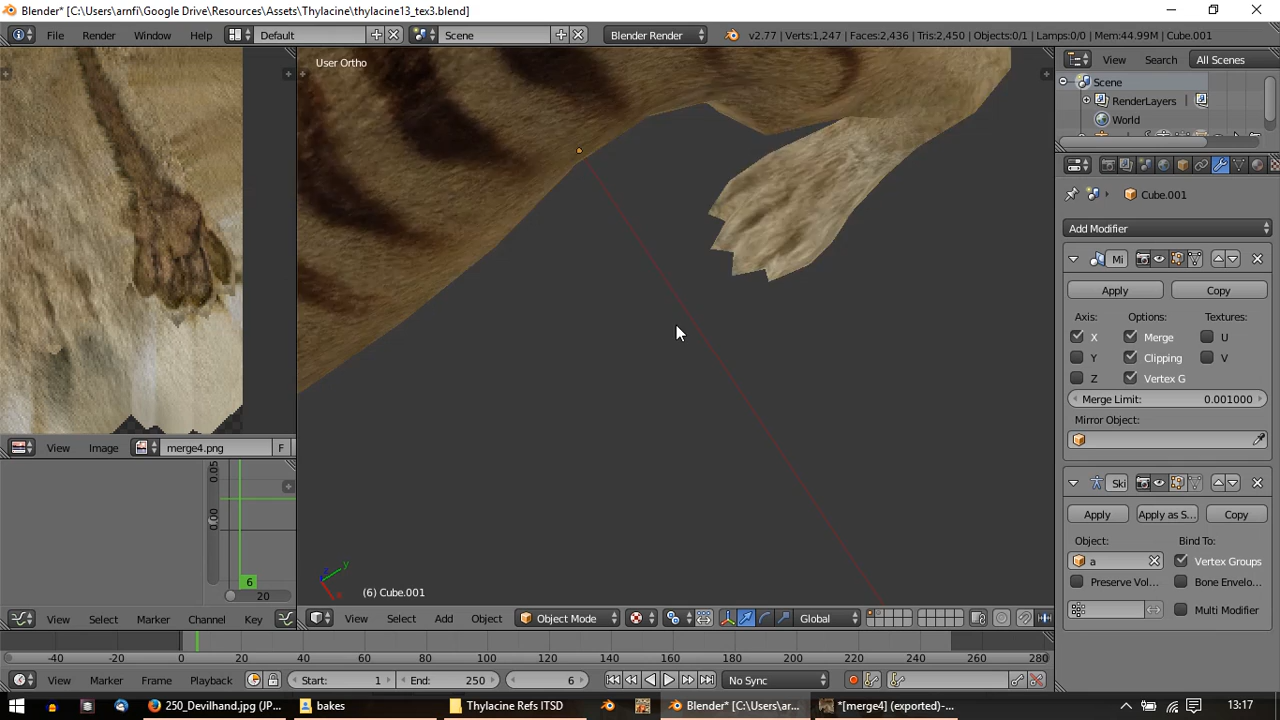 Blender* [C:\Users\arnfi\Google Drive\Resources\Assets\Thylacine\thylacine13_tex3.blend]
File Render Window Help Default Scene Blender Render v2.77 | Verts:1,247 | Faces:2,436 | Tris:2,450 | Objects:0/1 | Lamps:0/0 | Mem:44.99M | Cube.001
User Ortho
View Search All Scenes
Scene
RenderLayers
World
Cube.001
Add Modifier
Mi
Apply Copy
Axis: Options: Textures:
X Merge U
Y Clipping V
Z Vertex G
Merge Limit: 0.001000
Mirror Object:
View Image merge4.png F
Ski
Apply Apply as S... Copy
Object: Bind To:
a Vertex Groups
Preserve Vol... Bone Envelo...
Multi Modifier
0.05
0.00
6
20
z y x
(6) Cube.001
View Select Marker Channel Key
View Select Add Object Object Mode Global
-40 -20 0 20 40 60 80 100 120 140 160 180 200 220 240 260 280
View Marker Frame Playback Start: 1 End: 250 6 No Sync
250_Devilhand.jpg (JP... bakes Thylacine Refs ITSD Blender* [C:\Users\ar... *[merge4] (exported)-... 13:17